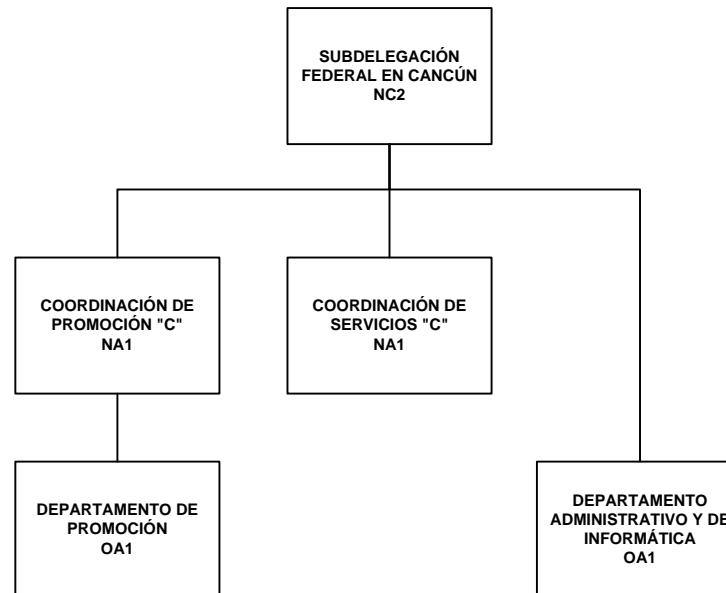 SUBDELEGACIÓN
FEDERAL EN CANCÚN
NC2
COORDINACIÓN DE
PROMOCIÓN "C"
NA1
COORDINACIÓN DE
SERVICIOS "C"
NA1
DEPARTAMENTO DE
PROMOCIÓN
OA1
DEPARTAMENTO
ADMINISTRATIVO Y DE
INFORMÁTICA
OA1